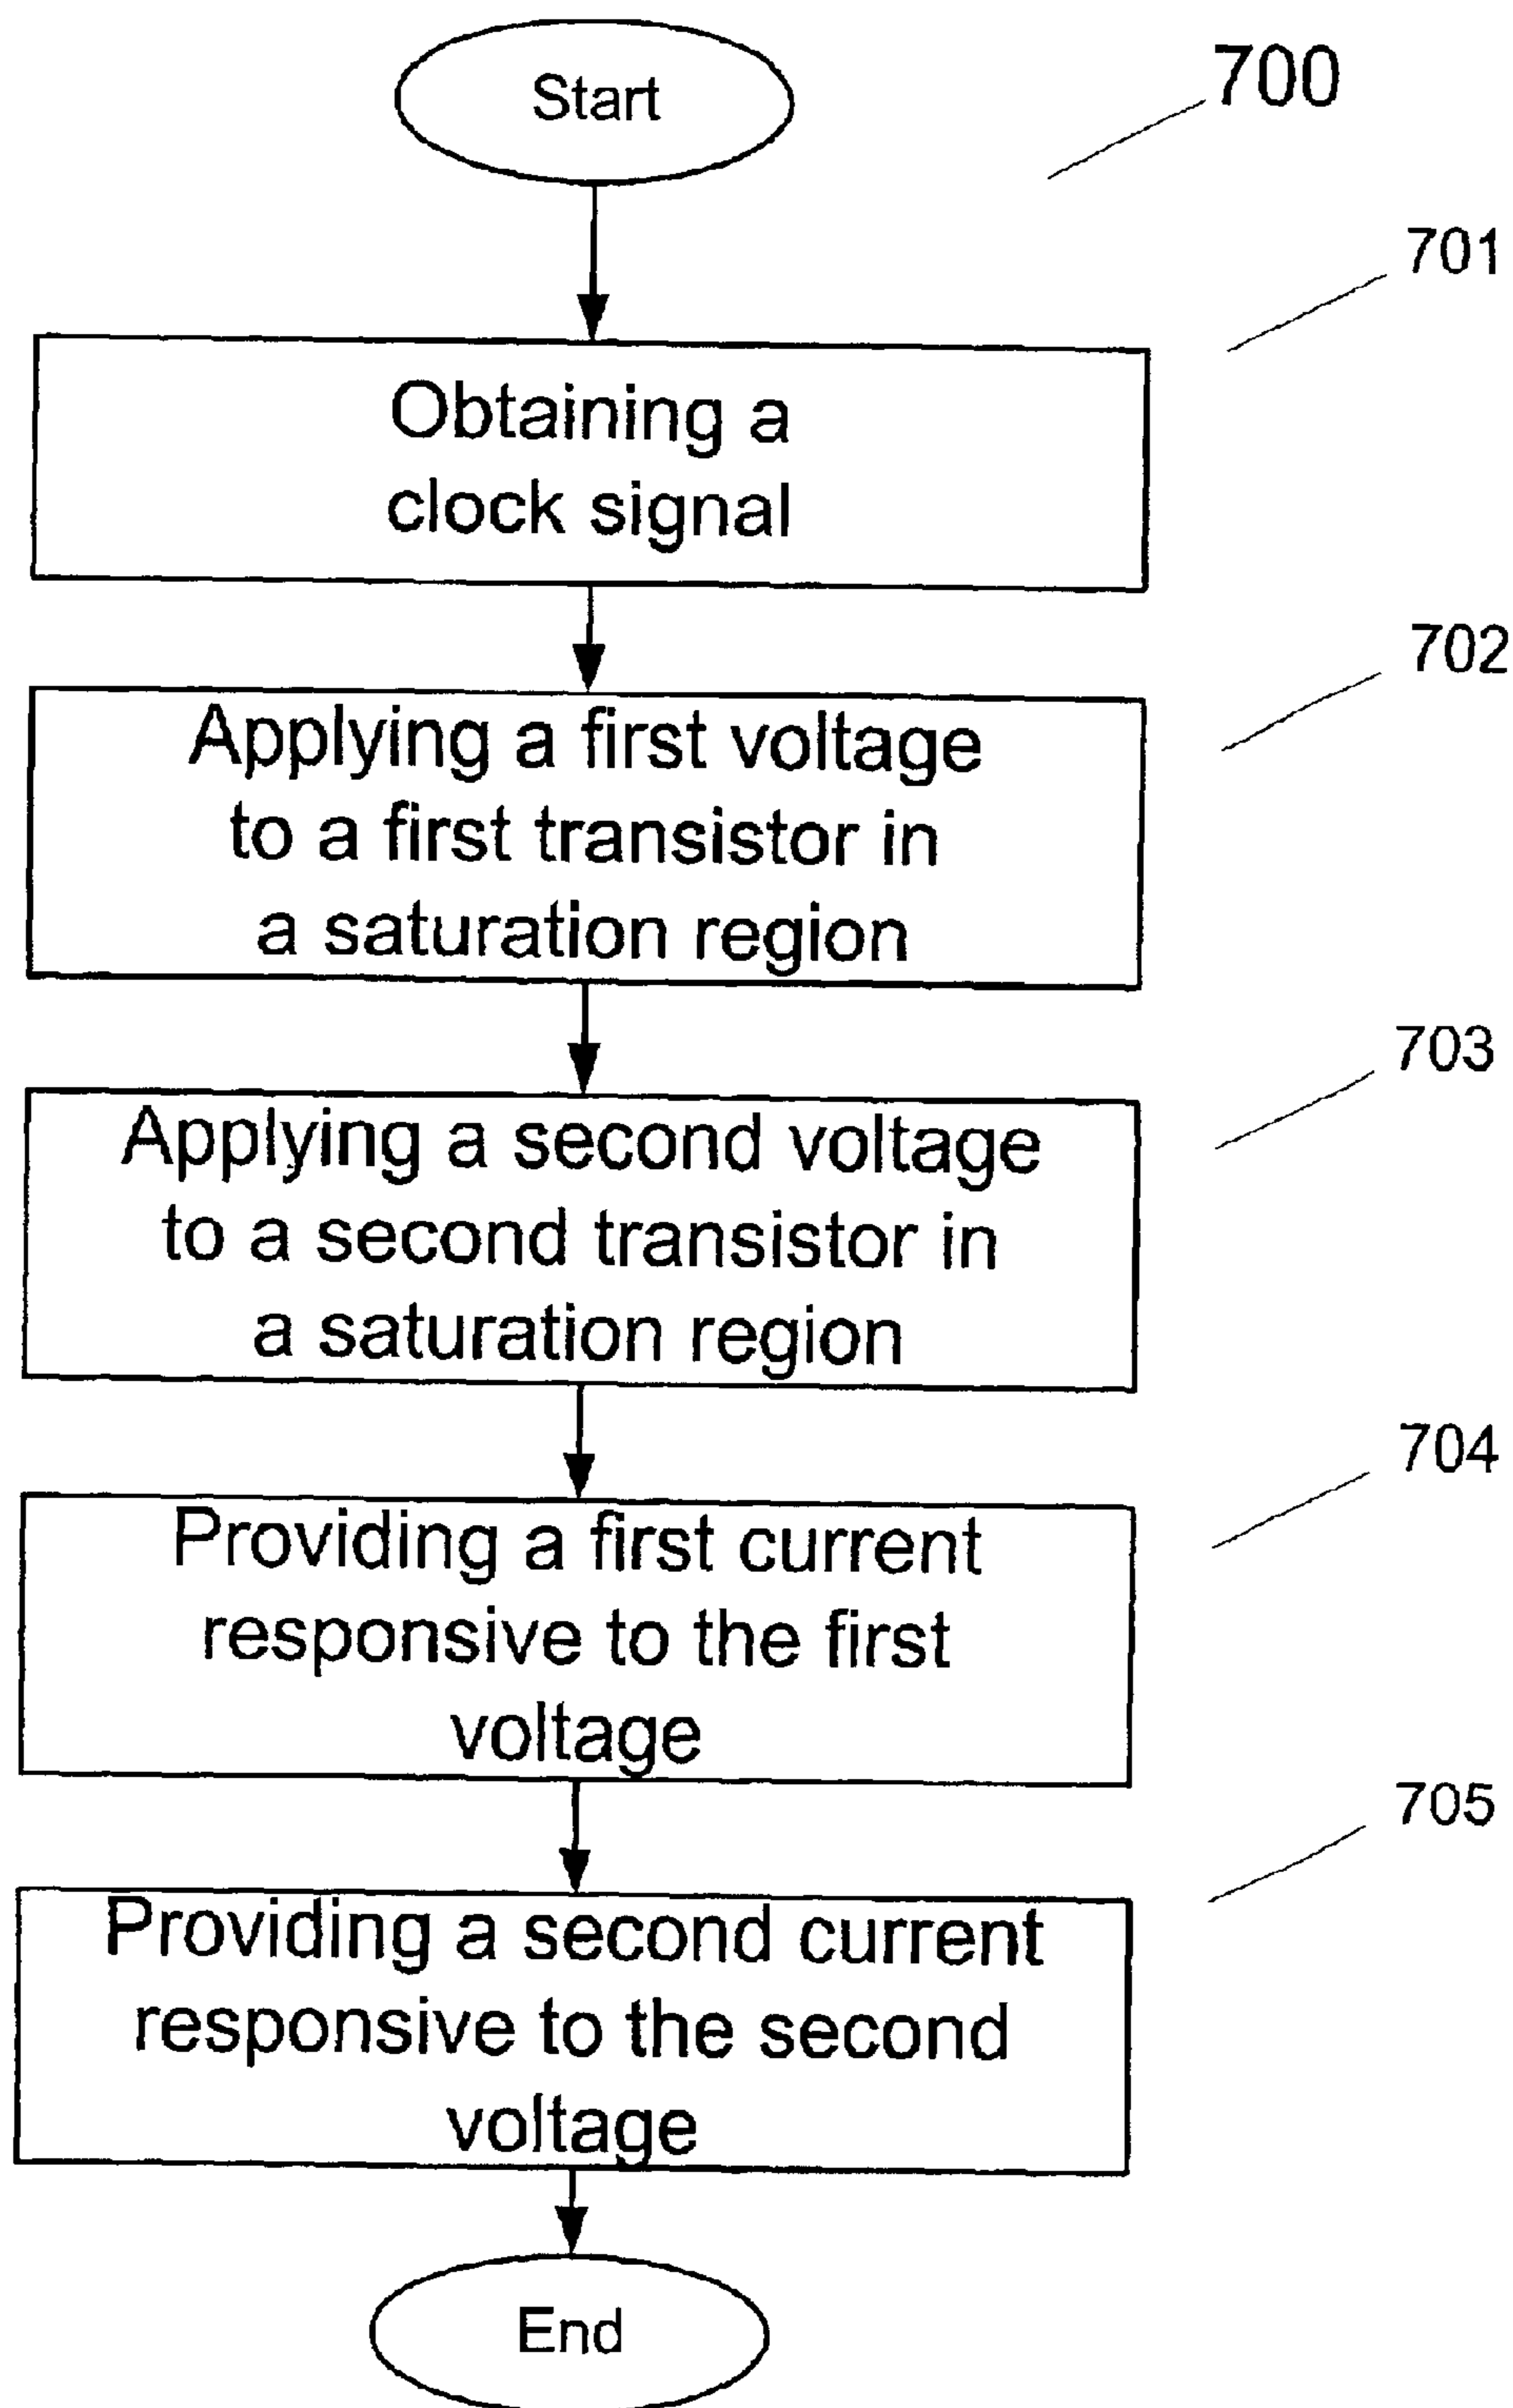 Start
700
701
Obtaining a
clock signal
702
Applying a first voltage
to a first transistor in
a saturation region
703
Applying a second voltage
to a second transistor in
a saturation region
704
Providing a first current
responsive to the first
voltage
705
Providing a second current
responsive to the second
voltage
End